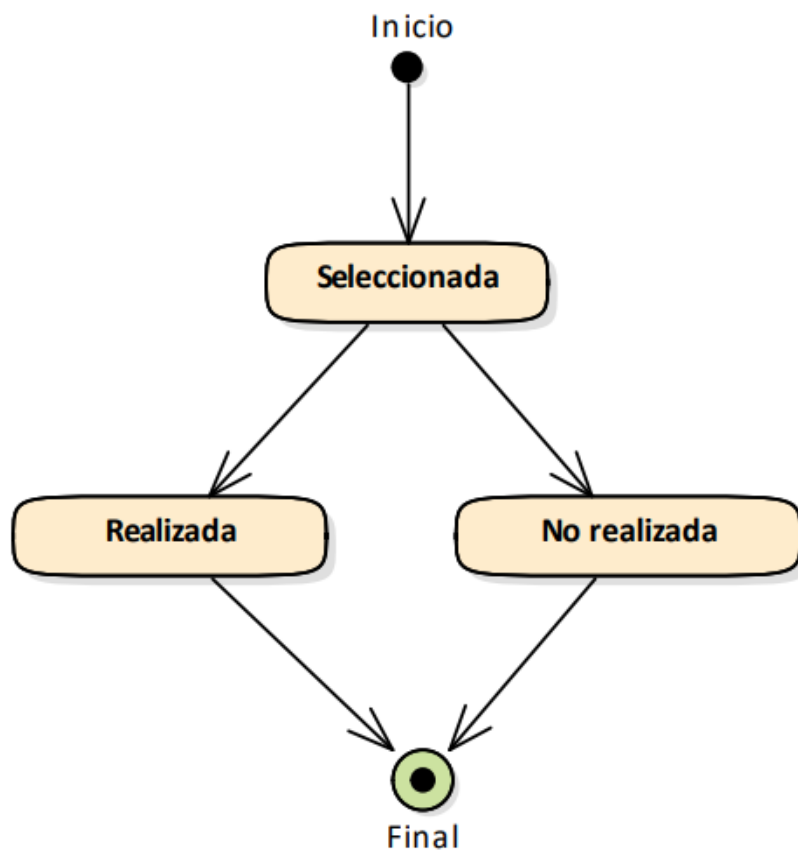 Inicio
Seleccionada
Realizada
No realizada
Final